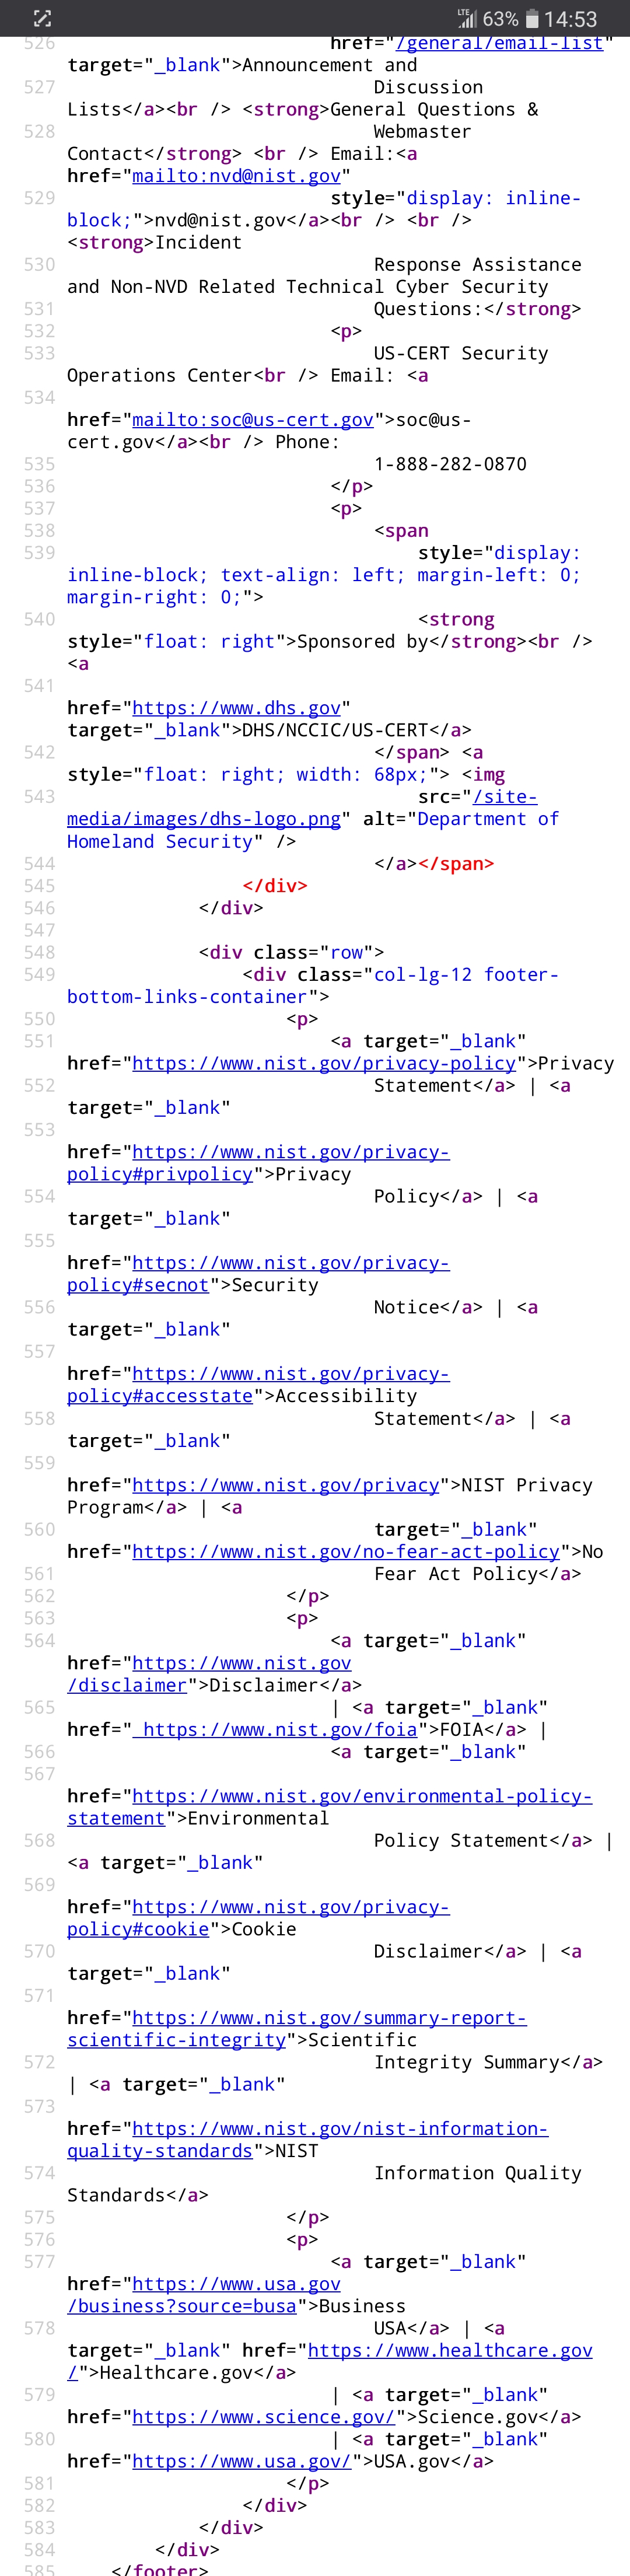 LTE 63% 14:53
526 href="/general/email-list"
target="_blank">Announcement and
527 Discussion
Lists</a><br /> <strong>General Questions &
528 Webmaster
Contact</strong> <br /> Email:<a
href="mailto:nvd@nist.gov"
529 style="display: inline-
block;">nvd@nist.gov</a><br /> <br />
<strong>Incident
530 Response Assistance
and Non-NVD Related Technical Cyber Security
531 Questions:</strong>
532 <p>
533 US-CERT Security
Operations Center<br /> Email: <a
534
href="mailto:soc@us-cert.gov">soc@us-
cert.gov</a><br /> Phone:
535 1-888-282-0870
536 </p>
537 <p>
538 <span
539 style="display:
inline-block; text-align: left; margin-left: 0;
margin-right: 0;">
540 <strong
style="float: right">Sponsored by</strong><br />
<a
541
href="https://www.dhs.gov"
target="_blank">DHS/NCCIC/US-CERT</a>
542 </span> <a
style="float: right; width: 68px;"> <img
543 src="/site-
media/images/dhs-logo.png" alt="Department of
Homeland Security" />
544 </a></span>
545 </div>
546 </div>
547
548 <div class="row">
549 <div class="col-lg-12 footer-
bottom-links-container">
550 <p>
551 <a target="_blank"
href="https://www.nist.gov/privacy-policy">Privacy
552 Statement</a> | <a
target="_blank"
553
href="https://www.nist.gov/privacy-
policy#privpolicy">Privacy
554 Policy</a> | <a
target="_blank"
555
href="https://www.nist.gov/privacy-
policy#secnot">Security
556 Notice</a> | <a
target="_blank"
557
href="https://www.nist.gov/privacy-
policy#accesstate">Accessibility
558 Statement</a> | <a
target="_blank"
559
href="https://www.nist.gov/privacy">NIST Privacy
Program</a> | <a
560 target="_blank"
href="https://www.nist.gov/no-fear-act-policy">No
561 Fear Act Policy</a>
562 </p>
563 <p>
564 <a target="_blank"
href="https://www.nist.gov
/disclaimer">Disclaimer</a>
565 | <a target="_blank"
href=" https://www.nist.gov/foia">FOIA</a> |
566 <a target="_blank"
567
href="https://www.nist.gov/environmental-policy-
statement">Environmental
568 Policy Statement</a> |
<a target="_blank"
569
href="https://www.nist.gov/privacy-
policy#cookie">Cookie
570 Disclaimer</a> | <a
target="_blank"
571
href="https://www.nist.gov/summary-report-
scientific-integrity">Scientific
572 Integrity Summary</a>
| <a target="_blank"
573
href="https://www.nist.gov/nist-information-
quality-standards">NIST
574 Information Quality
Standards</a>
575 </p>
576 <p>
577 <a target="_blank"
href="https://www.usa.gov
/business?source=busa">Business
578 USA</a> | <a
target="_blank" href="https://www.healthcare.gov
/">Healthcare.gov</a>
579 | <a target="_blank"
href="https://www.science.gov/">Science.gov</a>
580 | <a target="_blank"
href="https://www.usa.gov/">USA.gov</a>
581 </p>
582 </div>
583 </div>
584 </div>
585 </footer>